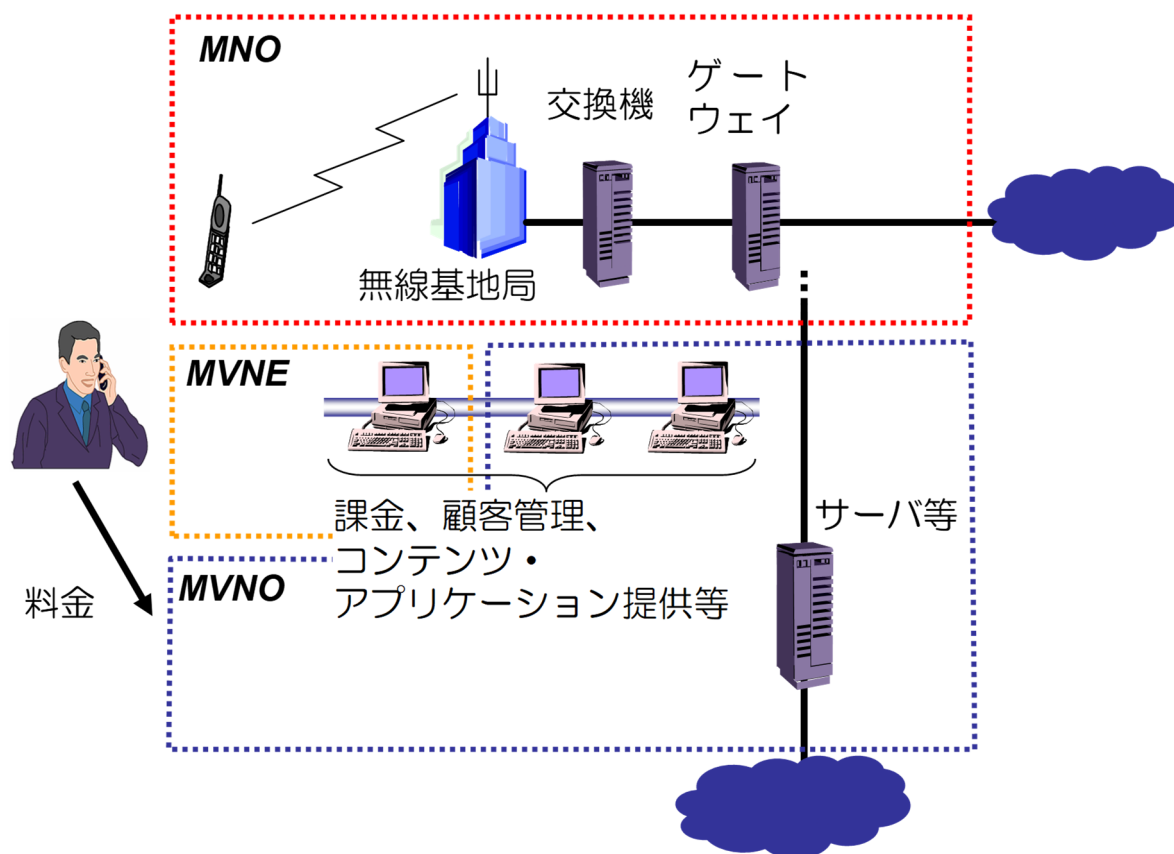 MNO
交換機
ゲート
ウェイ
無線基地局
MVNE
課金、顧客管理、
コンテンツ・
アプリケーション提供等
サーバ等
MVNO
料金